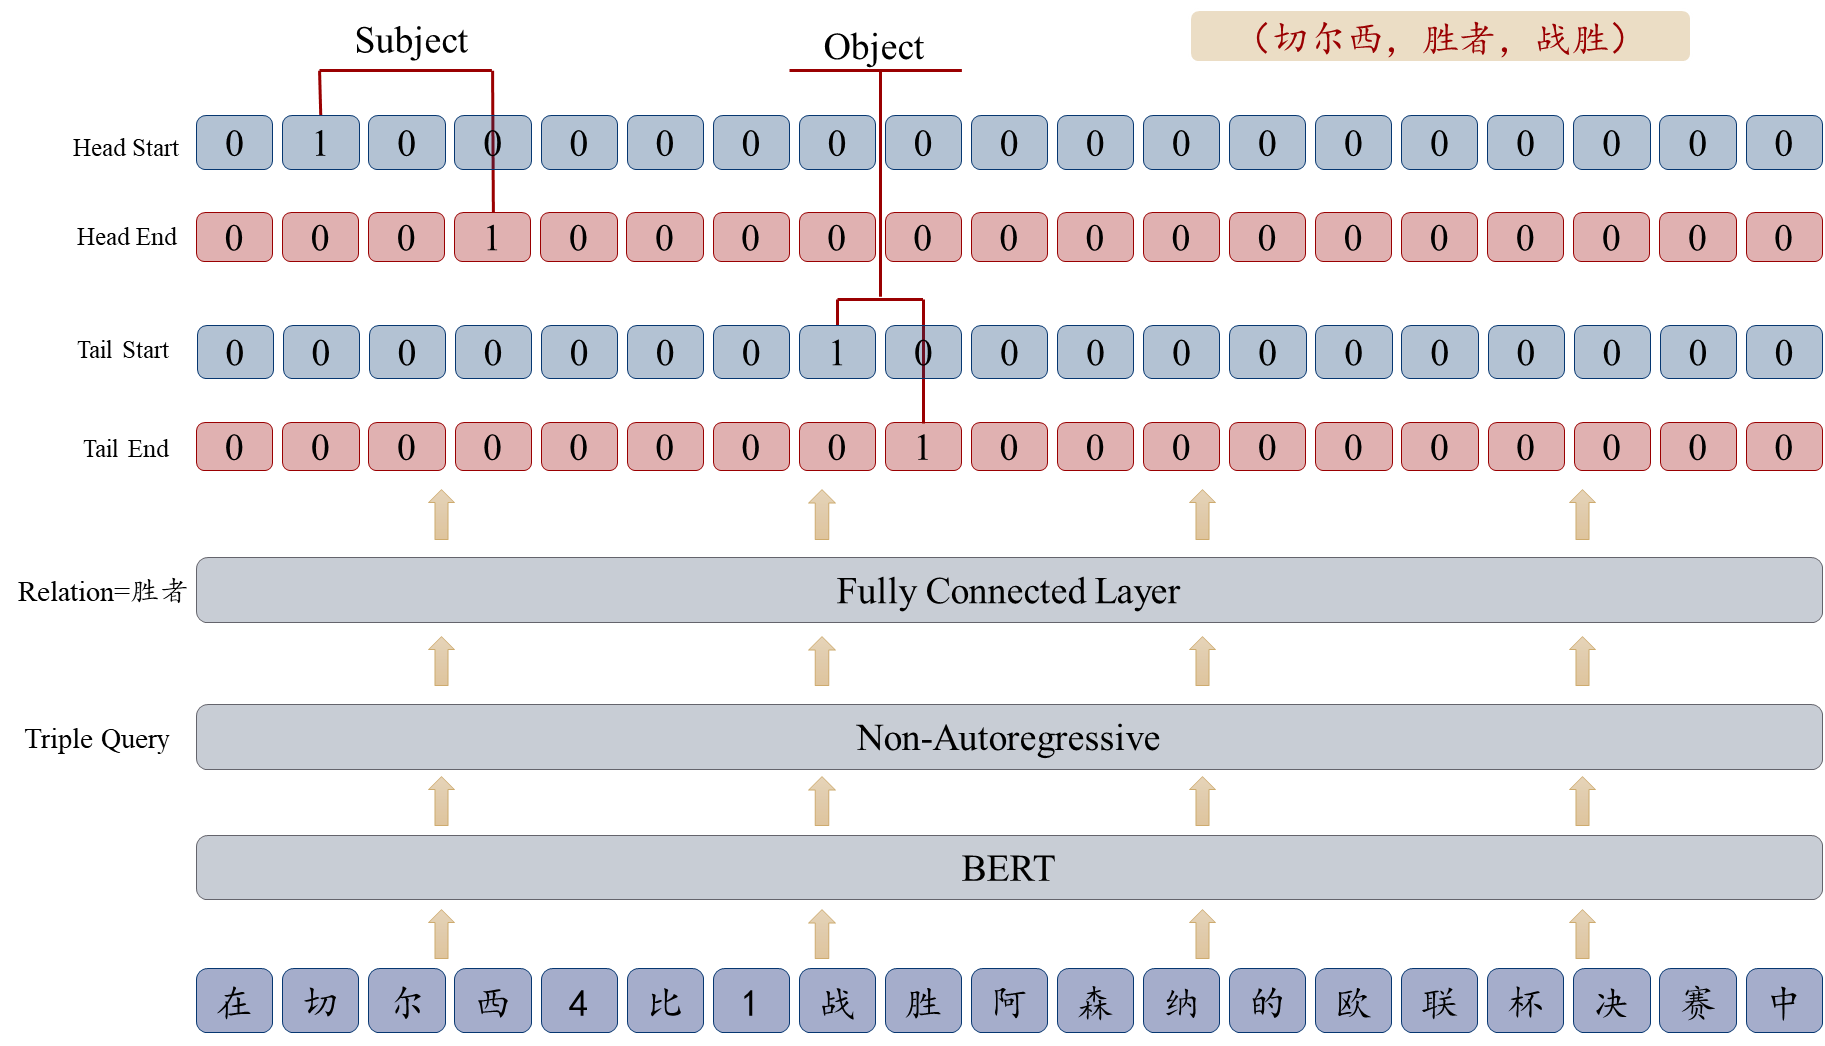 Subject
Object
（切尔西，胜者，战胜）
Head Start 0 1 0 0 0 0 0 0 0 0 0 0 0 0 0 0 0 0 0
Head End 0 0 0 1 0 0 0 0 0 0 0 0 0 0 0 0 0 0 0
Tail Start 0 0 0 0 0 0 0 1 0 0 0 0 0 0 0 0 0 0 0
Tail End 0 0 0 0 0 0 0 0 1 0 0 0 0 0 0 0 0 0 0
Relation=胜者 Fully Connected Layer
Triple Query Non-Autoregressive
BERT
在 切 尔 西 4 比 1 战 胜 阿 森 纳 的 欧 联 杯 决 赛 中